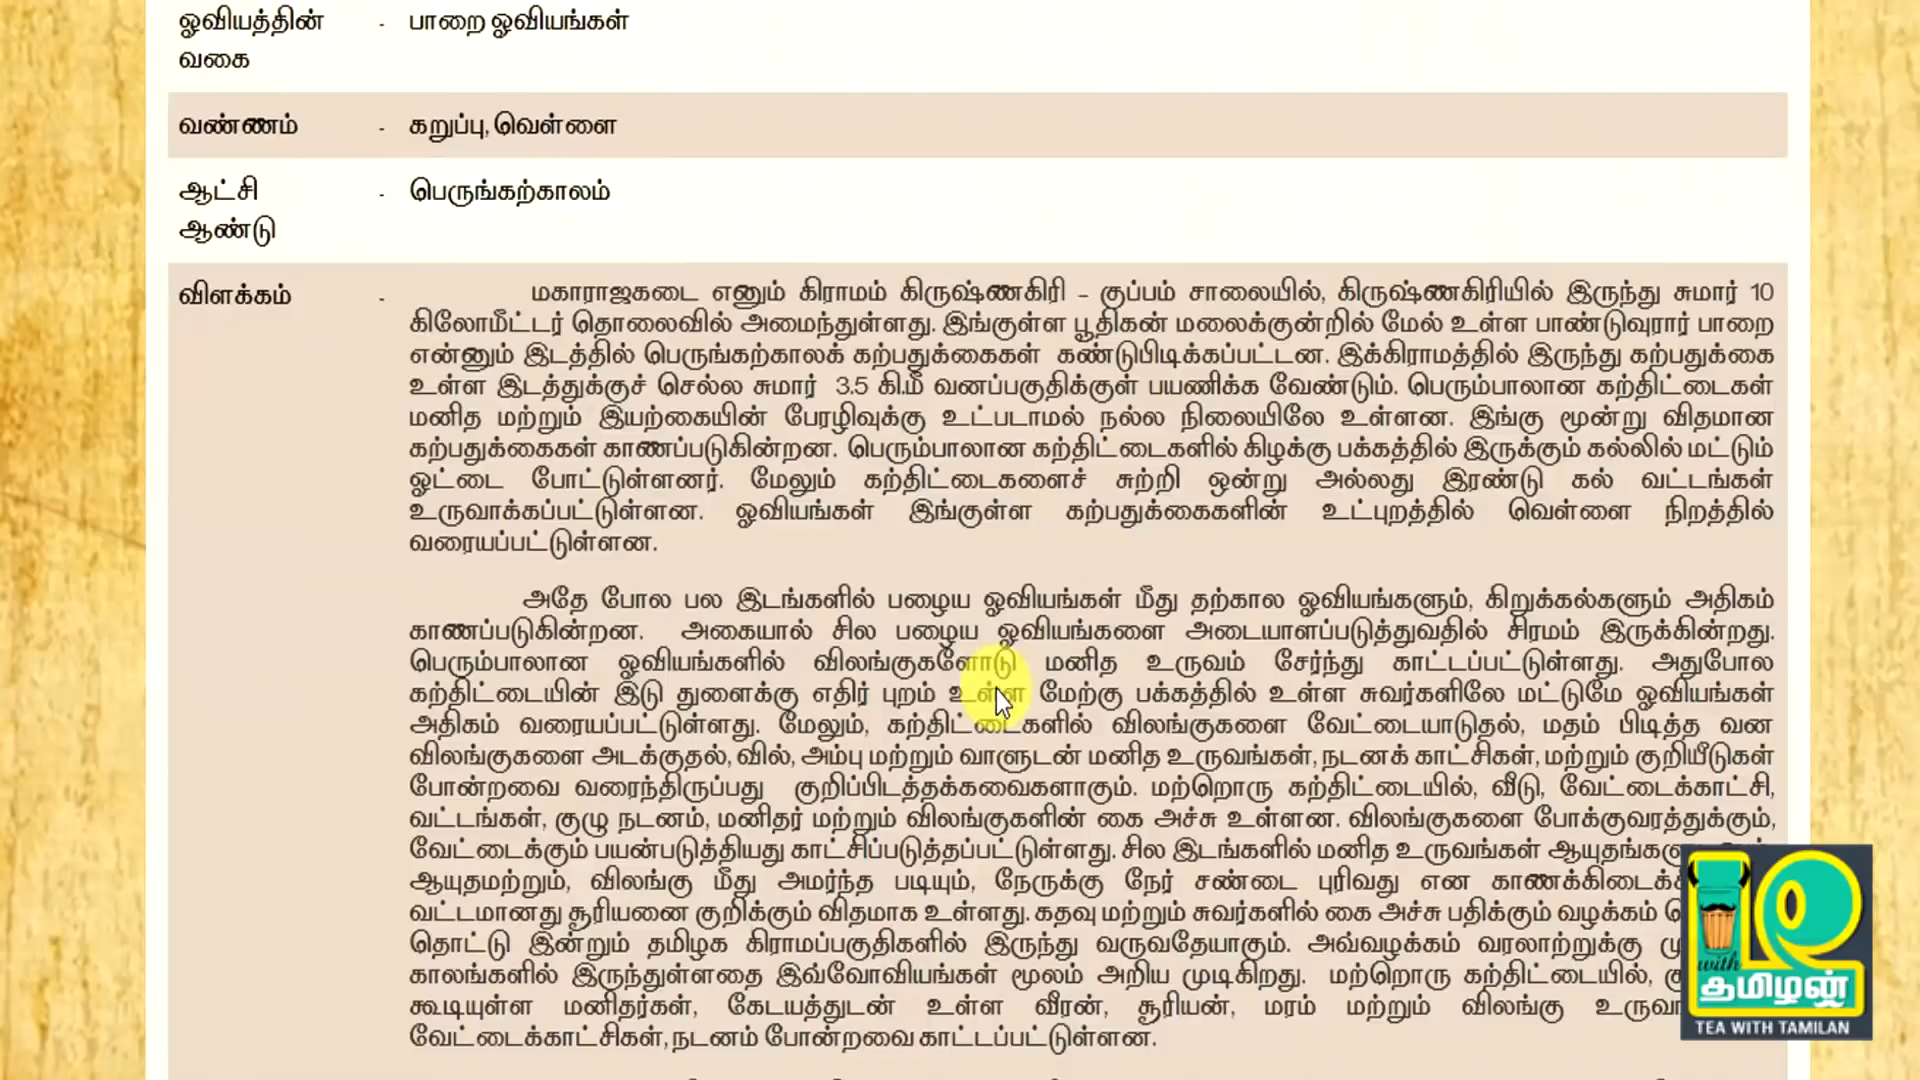 ஓவியத்தின் - பாறை ஓவியங்கள்
வகை
வண்ணம் - கறுப்பு, வெள்ளை
ஆட்சி - பெருங்கற்காலம்
ஆண்டு
விளக்கம் - மகாராஜகடை எனும் கிராமம் கிருஷ்ணகிரி – குப்பம் சாலையில், கிருஷ்ணகிரியில் இருந்து சுமார் 10
கிலோமீட்டர் தொலைவில் அமைந்துள்ளது. இங்குள்ள பூதிகன் மலைக்குன்றில் மேல் உள்ள பாண்டுவுரார் பாறை
என்னும் இடத்தில் பெருங்கற்காலக் கற்பதுக்கைகள் கண்டுபிடிக்கப்பட்டன. இக்கிராமத்தில் இருந்து கற்பதுக்கை
உள்ள இடத்துக்குச் செல்ல சுமார் 3.5 கி.மீ வனப்பகுதிக்குள் பயணிக்க வேண்டும். பெரும்பாலான கற்திட்டைகள்
மனித மற்றும் இயற்கையின் பேரழிவுக்கு உட்படாமல் நல்ல நிலையிலே உள்ளன. இங்கு மூன்று விதமான
கற்பதுக்கைகள் காணப்படுகின்றன. பெரும்பாலான கற்திட்டைகளில் கிழக்கு பக்கத்தில் இருக்கும் கல்லில் மட்டும்
ஓட்டை போட்டுள்ளனர். மேலும் கற்திட்டைகளைச் சுற்றி ஒன்று அல்லது இரண்டு கல் வட்டங்கள்
உருவாக்கப்பட்டுள்ளன. ஓவியங்கள் இங்குள்ள கற்பதுக்கைகளின் உட்புறத்தில் வெள்ளை நிறத்தில்
வரையப்பட்டுள்ளன.
அதே போல பல இடங்களில் பழைய ஓவியங்கள் மீது தற்கால ஓவியங்களும், கிறுக்கல்களும் அதிகம்
காணப்படுகின்றன. அகையால் சில பழைய ஓவியங்களை அடையாளப்படுத்துவதில் சிரமம் இருக்கின்றது.
பெரும்பாலான ஓவியங்களில் விலங்குகளோடு மனித உருவம் சேர்ந்து காட்டப்பட்டுள்ளது. அதுபோல
கற்திட்டையின் இடு துளைக்கு எதிர் புறம் உள்ள மேற்கு பக்கத்தில் உள்ள சுவர்களிலே மட்டுமே ஓவியங்கள்
அதிகம் வரையப்பட்டுள்ளது. மேலும், கற்திட்டைகளில் விலங்குகளை வேட்டையாடுதல், மதம் பிடித்த வன
விலங்குகளை அடக்குதல், வில், அம்பு மற்றும் வாளுடன் மனித உருவங்கள், நடனக் காட்சிகள், மற்றும் குறியீடுகள்
போன்றவை வரைந்திருப்பது குறிப்பிடத்தக்கவைகளாகும். மற்றொரு கற்திட்டையில், வீடு, வேட்டைக்காட்சி,
வட்டங்கள், குழு நடனம், மனிதர் மற்றும் விலங்குகளின் கை அச்சு உள்ளன. விலங்குகளை போக்குவரத்துக்கும்,
வேட்டைக்கும் பயன்படுத்தியது காட்சிப்படுத்தப்பட்டுள்ளது. சில இடங்களில் மனித உருவங்கள்
ஆயுதமற்றும், விலங்கு மீது அமர்ந்த படியும், நேருக்கு நேர் சண்டை புரிவது என
வட்டமானது சூரியனை குறிக்கும் விதமாக உள்ளது. கதவு மற்றும் சுவர்களில் கை அச்சு பதிக்கும் வழக்கம்
தொட்டு இன்றும் தமிழக கிராமப்பகுதிகளில் இருந்து வருவதேயாகும். அவ்வழக்கம் வரலாற்றுக்கு
காலங்களில் இருந்துள்ளதை இவ்வோவியங்கள் மூலம் அறிய முடிகிறது. மற்றொரு கற்திட்டையில்,
கூடியுள்ள மனிதர்கள், கேடயத்துடன் உள்ள வீரன், சூரியன், மரம் மற்றும் விலங்கு
வேட்டைக்காட்சிகள், நடனம் போன்றவை காட்டப்பட்டுள்ளன.
with
தமிழன்
TEA WITH TAMILAN